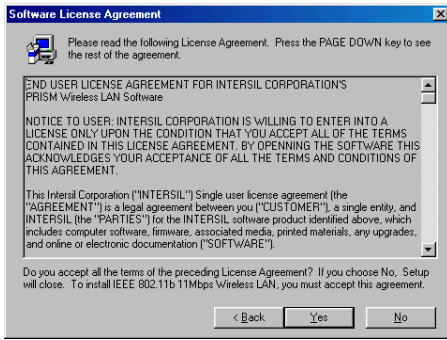 Software License Agreement
Please read the following License Agreement. Press the PAGE DOWN key to see
the rest of the agreement.
END USER LICENSE AGREEMENT FOR INTERSIL CORPORATION'S
PRISM Wireless LAN Software
NOTICE TO USER: INTERSIL CORPORATION IS WILLING TO ENTER INTO A
LICENSE ONLY UPON THE CONDITION THAT YOU ACCEPT ALL OF THE TERMS
CONTAINED IN THIS LICENSE AGREEMENT. BY OPENNING THE SOFTWARE THIS
ACKNOWLEDGES YOUR ACCEPTANCE OF ALL THE TERMS AND CONDITIONS OF
THIS AGREEMENT.
This Intersil Corporation ("INTERSIL") Single user license agreement (the
"AGREEMENT") is a legal agreement between you ("CUSTOMER"), a single entity, and
INTERSIL (the "PARTIES") for the INTERSIL software product identified above, which
includes computer software, firmware, associated media, printed materials, any upgrades,
and online or electronic documentation ("SOFTWARE").
Do you accept all the terms of the preceding License Agreement? If you choose No, Setup
will close. To install IEEE 802.11b 11Mbps Wireless LAN, you must accept this agreement.
< Back Yes No